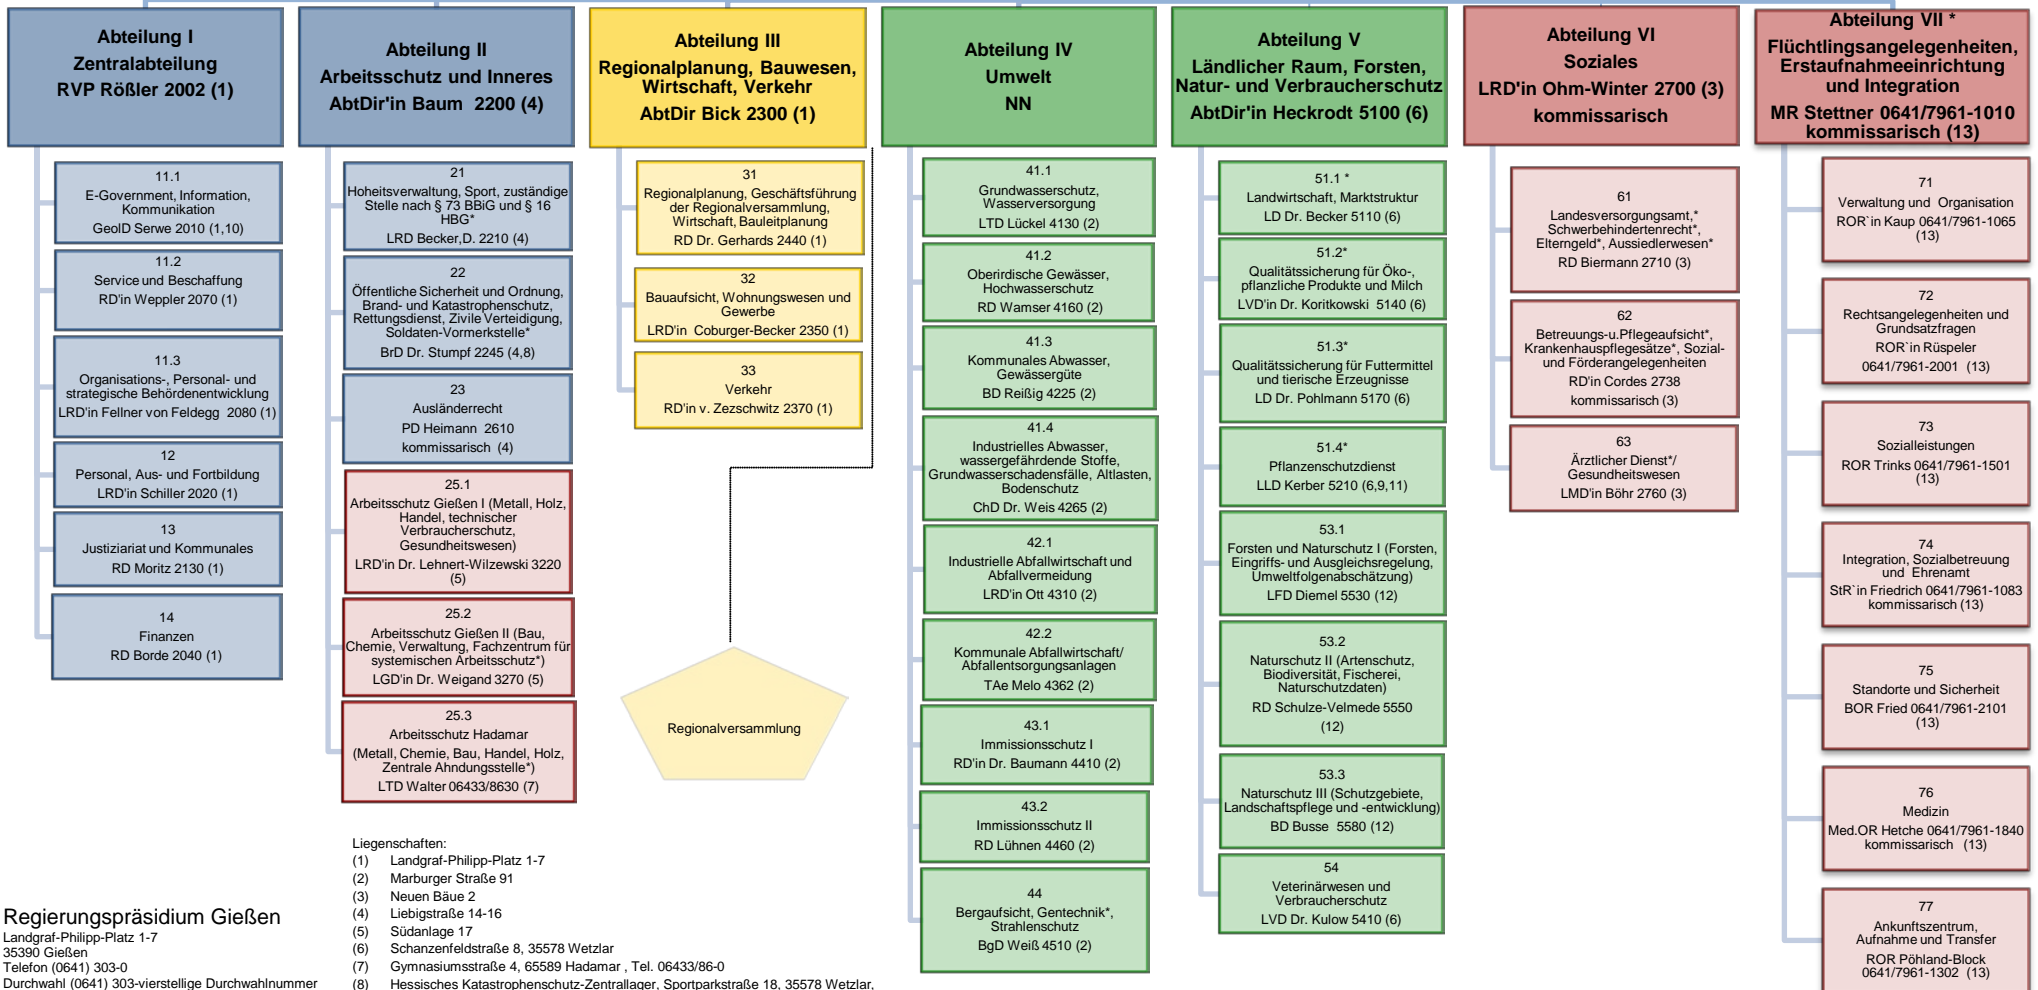 Abteilung I
Zentralabteilung
RVP Rößler 2002 (1)
11.1
E-Government, Information,
Kommunikation
GeolD Serwe 2010 (1,10)
11.2
Service und Beschaffung
RD'in Weppler 2070 (1)
11.3
Organisations-, Personal- und
strategische Behördenentwicklung
LRD'in Fellner von Feldegg 2080 (1)
12
Personal, Aus- und Fortbildung
LRD'in Schiller 2020 (1)
13
Justiziariat und Kommunales
RD Moritz 2130 (1)
14
Finanzen
RD Borde 2040 (1)
Abteilung II
Arbeitsschutz und Inneres
AbtDir'in Baum 2200 (4)
21
Hoheitsverwaltung, Sport, zuständige
Stelle nach § 73 BBiG und § 16
HBG*
LRD Becker,D. 2210 (4)
22
Öffentliche Sicherheit und Ordnung,
Brand- und Katastrophenschutz,
Rettungsdienst, Zivile Verteidigung,
Soldaten-Vormerkstelle*
BrD Dr. Stumpf 2245 (4,8)
23
Ausländerrecht
PD Heimann 2610
kommissarisch (4)
25.1
Arbeitsschutz Gießen I (Metall, Holz,
Handel, technischer
Verbraucherschutz,
Gesundheitswesen)
LRD'in Dr. Lehnert-Wilzewski 3220
(5)
25.2
Arbeitsschutz Gießen II (Bau,
Chemie, Verwaltung, Fachzentrum für
systemischen Arbeitsschutz*)
LGD'in Dr. Weigand 3270 (5)
25.3
Arbeitsschutz Hadamar
(Metall, Chemie, Bau, Handel, Holz,
Zentrale Ahndungsstelle*)
LTD Walter 06433/8630 (7)
Abteilung III
Regionalplanung, Bauwesen,
Wirtschaft, Verkehr
AbtDir Bick 2300 (1)
31
Regionalplanung, Geschäftsführung
der Regionalversammlung,
Wirtschaft, Bauleitplanung
RD Dr. Gerhards 2440 (1)
32
Bauaufsicht, Wohnungswesen und
Gewerbe
LRD'in Coburger-Becker 2350 (1)
33
Verkehr
RD'in v. Zezschwitz 2370 (1)
Regionalversammlung
Abteilung IV
Umwelt
NN
41.1
Grundwasserschutz,
Wasserversorgung
LTD Lückel 4130 (2)
41.2
Oberirdische Gewässer,
Hochwasserschutz
RD Wamser 4160 (2)
41.3
Kommunales Abwasser,
Gewässergüte
BD Reißig 4225 (2)
41.4
Industrielles Abwasser,
wassergefährdende Stoffe,
Grundwasserschadensfälle, Altlasten,
Bodenschutz
ChD Dr. Weis 4265 (2)
42.1
Industrielle Abfallwirtschaft und
Abfallvermeidung
LRD'in Ott 4310 (2)
42.2
Kommunale Abfallwirtschaft/
Abfallentsorgungsanlagen
TAe Melo 4362 (2)
43.1
Immissionsschutz I
RD'in Dr. Baumann 4410 (2)
43.2
Immissionsschutz II
RD Lühnen 4460 (2)
44
Bergaufsicht, Gentechnik*,
Strahlenschutz
BgD Weiß 4510 (2)
Abteilung V
Ländlicher Raum, Forsten,
Natur- und Verbraucherschutz
AbtDir'in Heckrodt 5100 (6)
51.1 *
Landwirtschaft, Marktstruktur
LD Dr. Becker 5110 (6)
51.2*
Qualitätssicherung für Öko-,
pflanzliche Produkte und Milch
LVD'in Dr. Koritkowski 5140 (6)
51.3*
Qualitätssicherung für Futtermittel
und tierische Erzeugnisse
LD Dr. Pohlmann 5170 (6)
51.4*
Pflanzenschutzdienst
LLD Kerber 5210 (6,9,11)
53.1
Forsten und Naturschutz I (Forsten,
Eingriffs- und Ausgleichsregelung,
Umweltfolgenabschätzung)
LFD Diemel 5530 (12)
53.2
Naturschutz II (Artenschutz,
Biodiversität, Fischerei,
Naturschutzdaten)
RD Schulze-Velmede 5550
(12)
53.3
Naturschutz III (Schutzgebiete,
Landschaftspflege und -entwicklung)
BD Busse 5580 (12)
54
Veterinärwesen und
Verbraucherschutz
LVD Dr. Kulow 5410 (6)
Abteilung VI
Soziales
LRD'in Ohm-Winter 2700 (3)
kommissarisch
61
Landesversorgungsamt,*
Schwerbehindertenrecht*,
Elterngeld*, Aussiedlerwesen*
RD Biermann 2710 (3)
62
Betreuungs-u.Pflegeaufsicht*,
Krankenhauspflegesätze*, Sozial-
und Förderangelegenheiten
RD'in Cordes 2738
kommissarisch (3)
63
Ärztlicher Dienst*/
Gesundheitswesen
LMD'in Böhr 2760 (3)
Abteilung VII *
Flüchtlingsangelegenheiten,
Erstaufnahmeeinrichtung
und Integration
MR Stettner 0641/7961-1010
kommissarisch (13)
71
Verwaltung und Organisation
ROR`in Kaup 0641/7961-1065
(13)
72
Rechtsangelegenheiten und
Grundsatzfragen
ROR`in Rüspeler
0641/7961-2001 (13)
73
Sozialleistungen
ROR Trinks 0641/7961-1501
(13)
74
Integration, Sozialbetreuung
und Ehrenamt
StR`in Friedrich 0641/7961-1083
kommissarisch (13)
75
Standorte und Sicherheit
BOR Fried 0641/7961-2101
(13)
76
Medizin
Med.OR Hetche 0641/7961-1840
kommissarisch (13)
77
Ankunftszentrum,
Aufnahme und Transfer
ROR Pöhland-Block
0641/7961-1302 (13)
Regierungspräsidium Gießen
Landgraf-Philipp-Platz 1-7
35390 Gießen
Telefon (0641) 303-0
Durchwahl (0641) 303-vierstellige Durchwahlnummer
Liegenschaften:
(1) Landgraf-Philipp-Platz 1-7
(2) Marburger Straße 91
(3) Neuen Bäue 2
(4) Liebigstraße 14-16
(5) Südanlage 17
(6) Schanzenfeldstraße 8, 35578 Wetzlar
(7) Gymnasiumsstraße 4, 65589 Hadamar , Tel. 06433/86-0
(8) Hessisches Katastrophenschutz-Zentrallager, Sportparkstraße 18, 35578 Wetzlar,